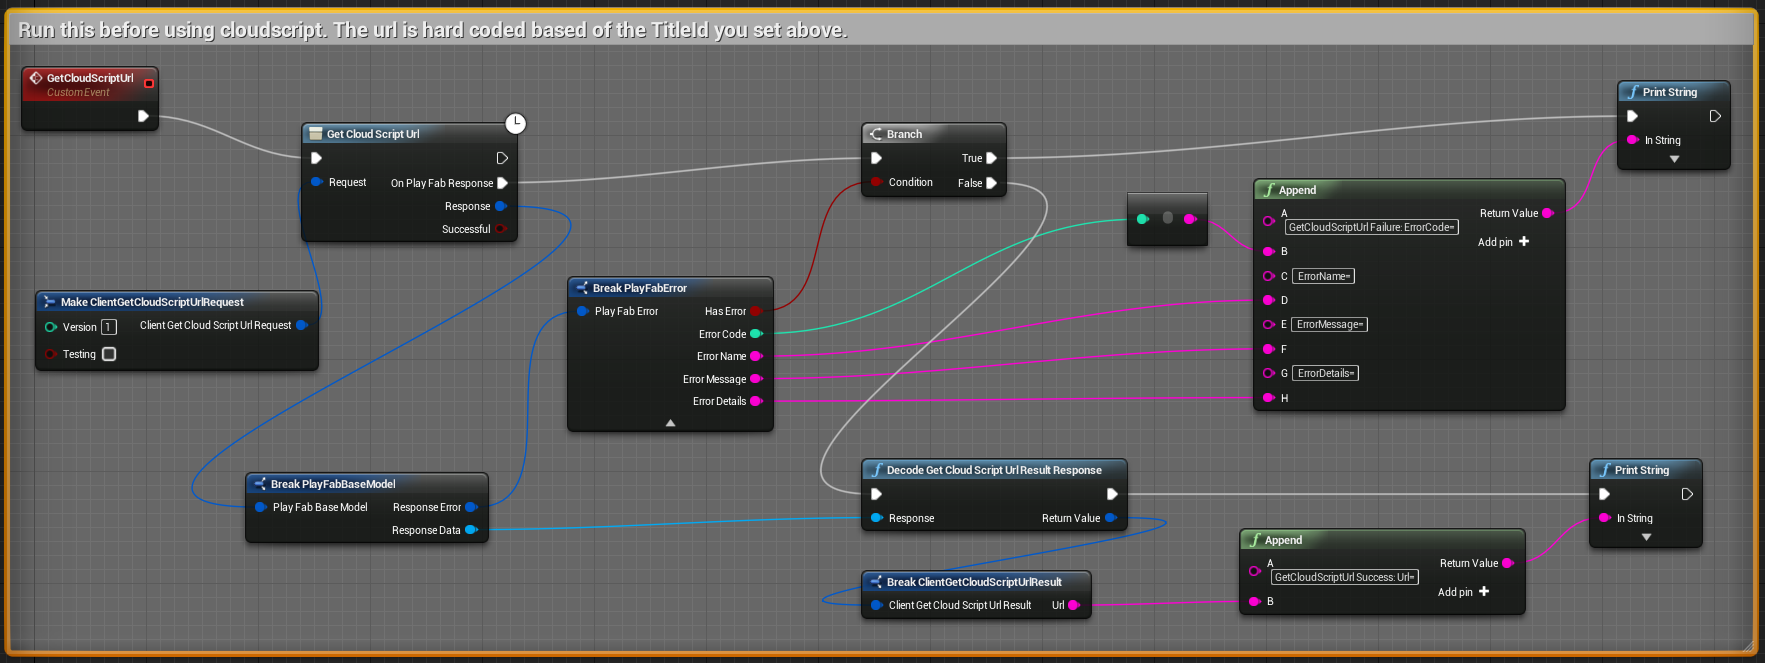 Run this before using cloudscript. The url is hard coded based of the TitleId you set above.
GetCloudScriptUrl
Custom Event
Get Cloud Script Url
Request
On Play Fab Response
Response
Successful
Make ClientGetCloudScriptUrlRequest
Version 1
Client Get Cloud Script Url Request
Testing
Break PlayFabBaseModel
Play Fab Base Model
Response Error
Response Data
Break PlayFabError
Play Fab Error
Has Error
Error Code
Error Name
Error Message
Error Details
Branch
True
Condition
False
Append
A
GetCloudScriptUrl Failure: ErrorCode=
Return Value
Add pin
B
C ErrorName=
D
E ErrorMessage=
F
G ErrorDetails=
H
Print String
In String
Decode Get Cloud Script Url Result Response
Response
Return Value
Break ClientGetCloudScriptUrlResult
Client Get Cloud Script Url Result
Url
Append
A
GetCloudScriptUrl Success: Url=
Return Value
Add pin
B
Print String
In String